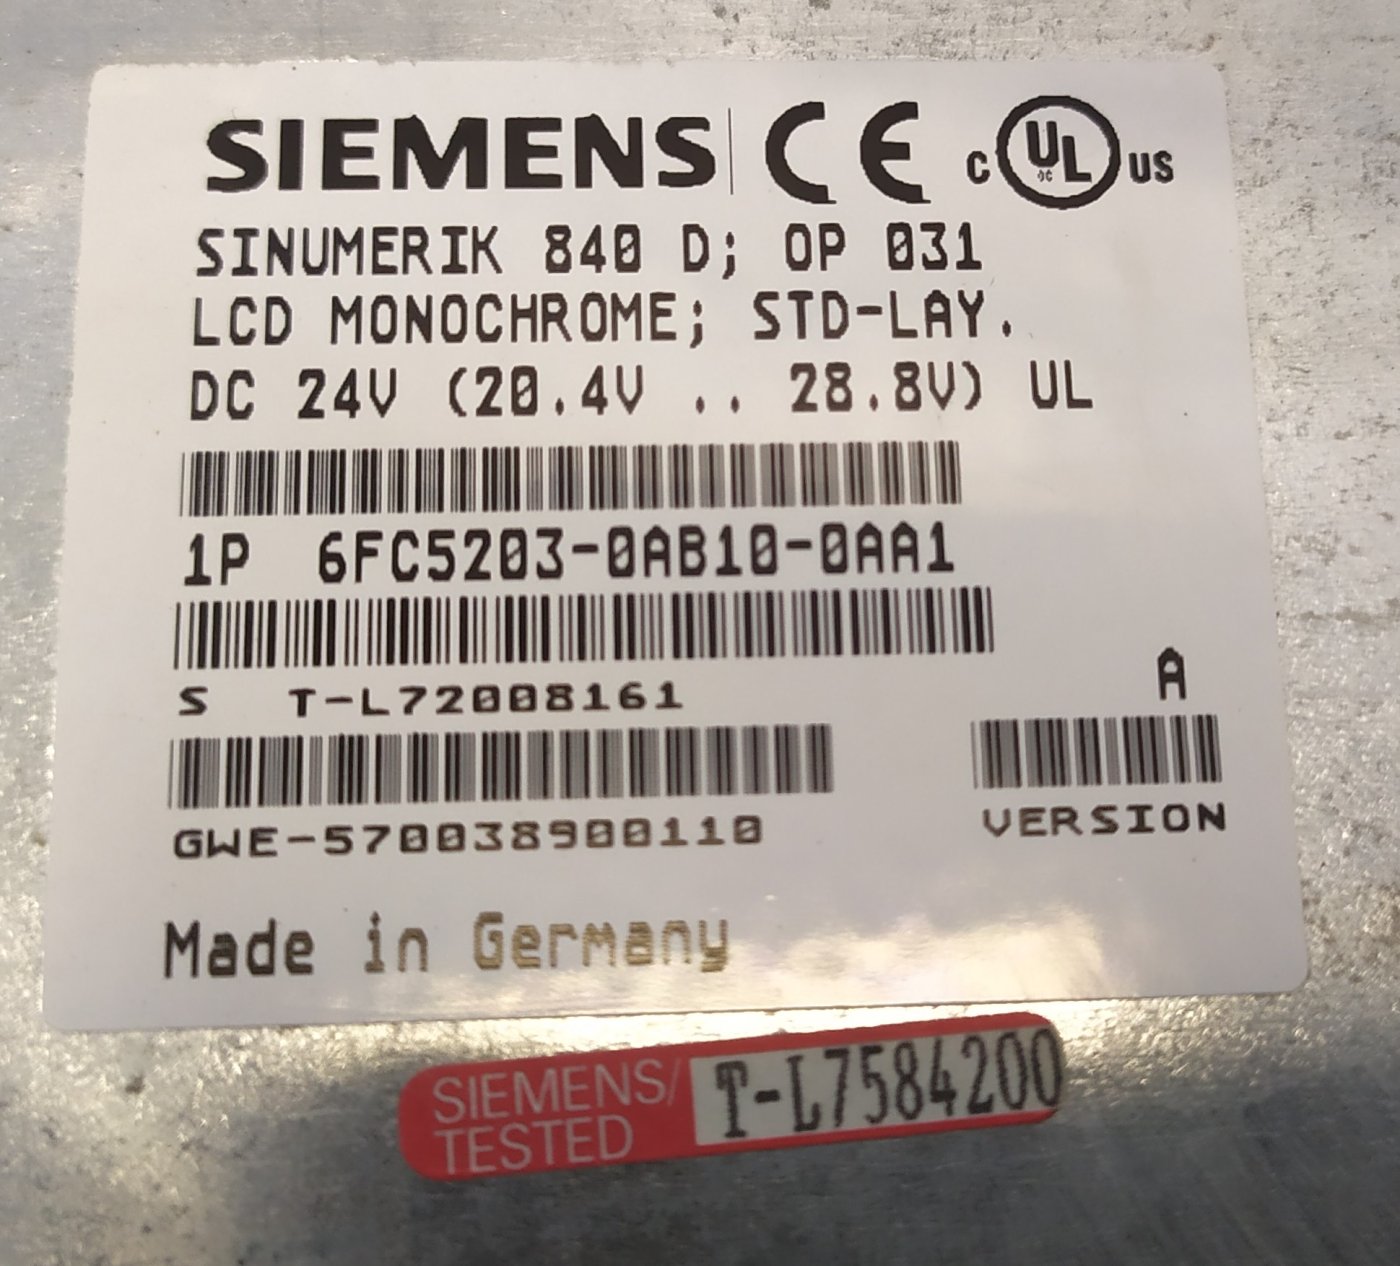 SIEMENS CE C UL US
SINUMERIK 840 D; OP 031
LCD MONOCHROME; STD-LAY.
DC 24V (20.4V .. 28.8V) UL
1P 6FC5203-0AB10-0AA1
S T-L72008161
A
GWE-570038900110
VERSION
Made in Germany
SIEMENS/
TESTED
T-L7584200